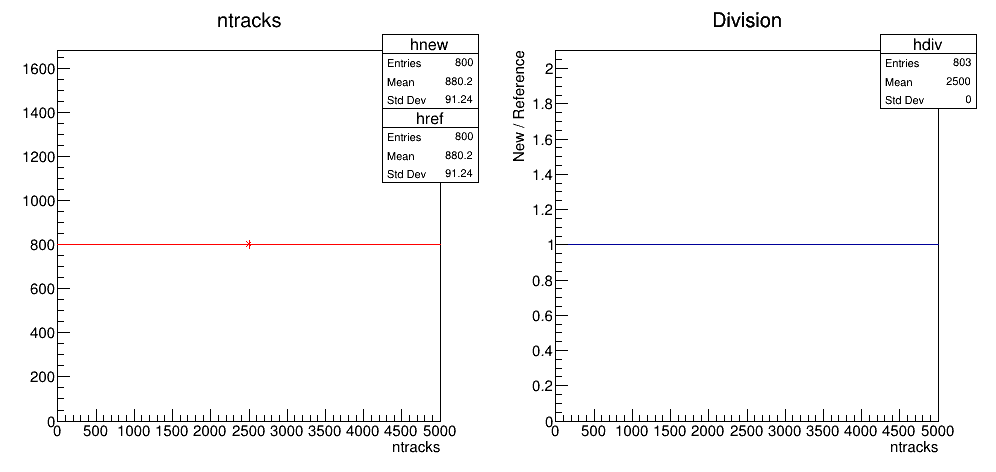 ntracks
hnew
Entries 800
Mean 880.2
Std Dev 91.24
href
Entries 800
Mean 880.2
Std Dev 91.24
1600
1400
1200
1000
800
600
400
200
0
0 500 1000 1500 2000 2500 3000 3500 4000 4500 5000
ntracks
Division
hdiv
Entries 803
Mean 2500
Std Dev 0
New / Reference
2
1.8
1.6
1.4
1.2
1
0.8
0.6
0.4
0.2
0
0 500 1000 1500 2000 2500 3000 3500 4000 4500 5000
ntracks